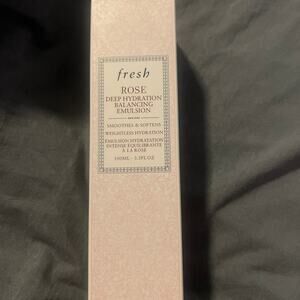 fresh
ROSE
DEEP HYDRATION
BALANCING
EMULSION
SMOOTHES & SOFTENS
WEIGHTLESS HYDRATION
ÉMULSION HYDRATATION
INTENSE ÉQUILIBRANTE
À LA ROSE
100ML - 3.3FL.OZ